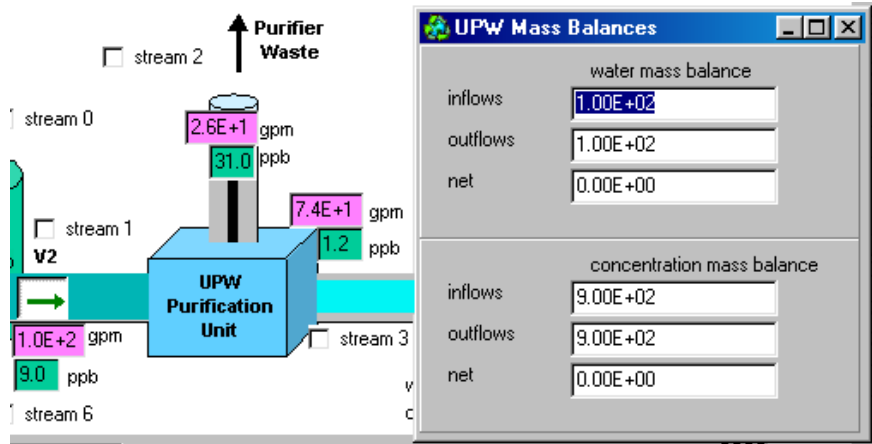 Purifier
Waste
stream 2
stream 0
2.6E+1 gpm
31.0 ppb
7.4E+1 gpm
1.2 ppb
stream 1
V2
UPW
Purification
Unit
1.0E+2 gpm
9.0 ppb
stream 3
stream 6
UPW Mass Balances
water mass balance
inflows 1.00E+02
outflows 1.00E+02
net 0.00E+00
concentration mass balance
inflows 9.00E+02
outflows 9.00E+02
net 0.00E+00